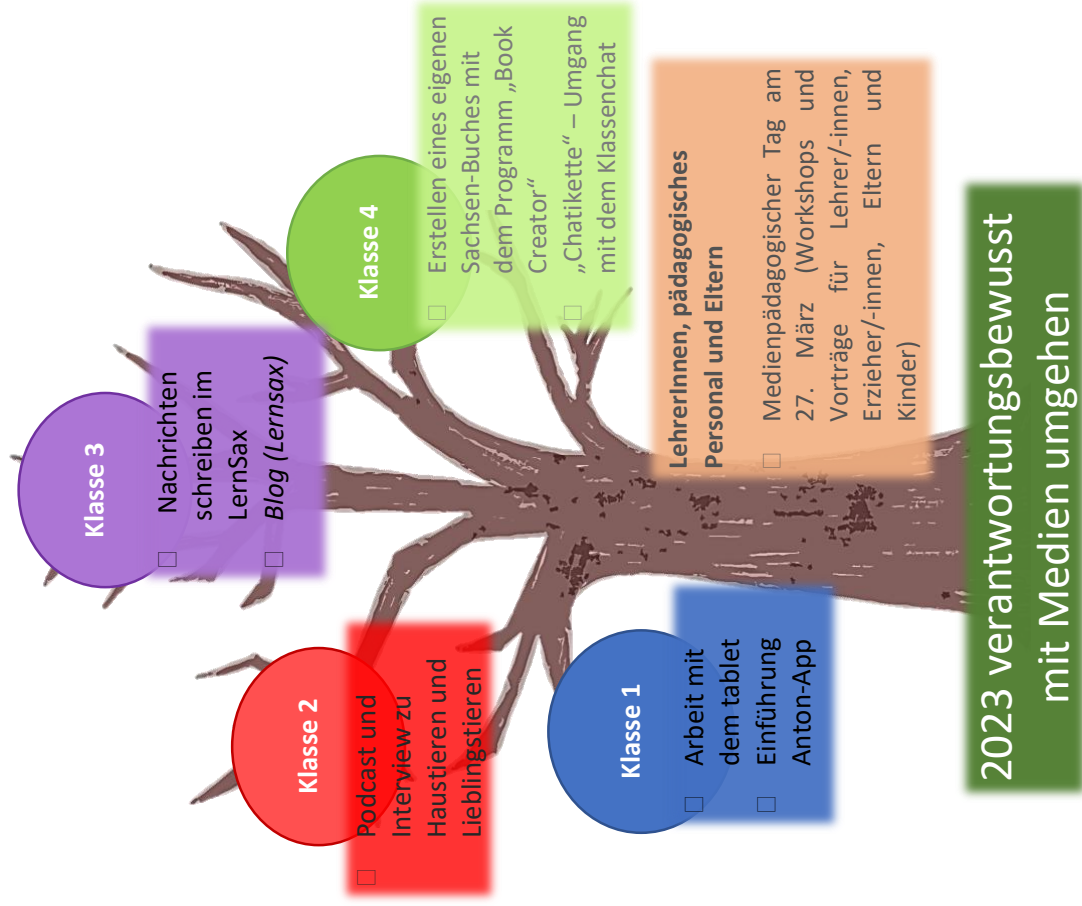 Klasse 3
☐ Nachrichten
schreiben im
LernSax
☐ Blog (Lernsax)
Klasse 4
☐ Erstellen eines eigenen
Sachsen-Buches mit
dem Programm „Book
Creator“
☐ „Chatikette“ – Umgang
mit dem Klassenchat
Klasse 2
☐ Podcast und
Interview zu
Haustieren und
Lieblingstieren
Klasse 1
☐ Arbeit mit
dem tablet
☐ Einführung
Anton-App
LehrerInnen, pädagogisches
Personal und Eltern
☐ Medienpädagogischer Tag am
27. März (Workshops und
Vorträge für Lehrer/-innen,
Erzieher/-innen, Eltern und
Kinder)
2023 verantwortungsbewusst
mit Medien umgehen